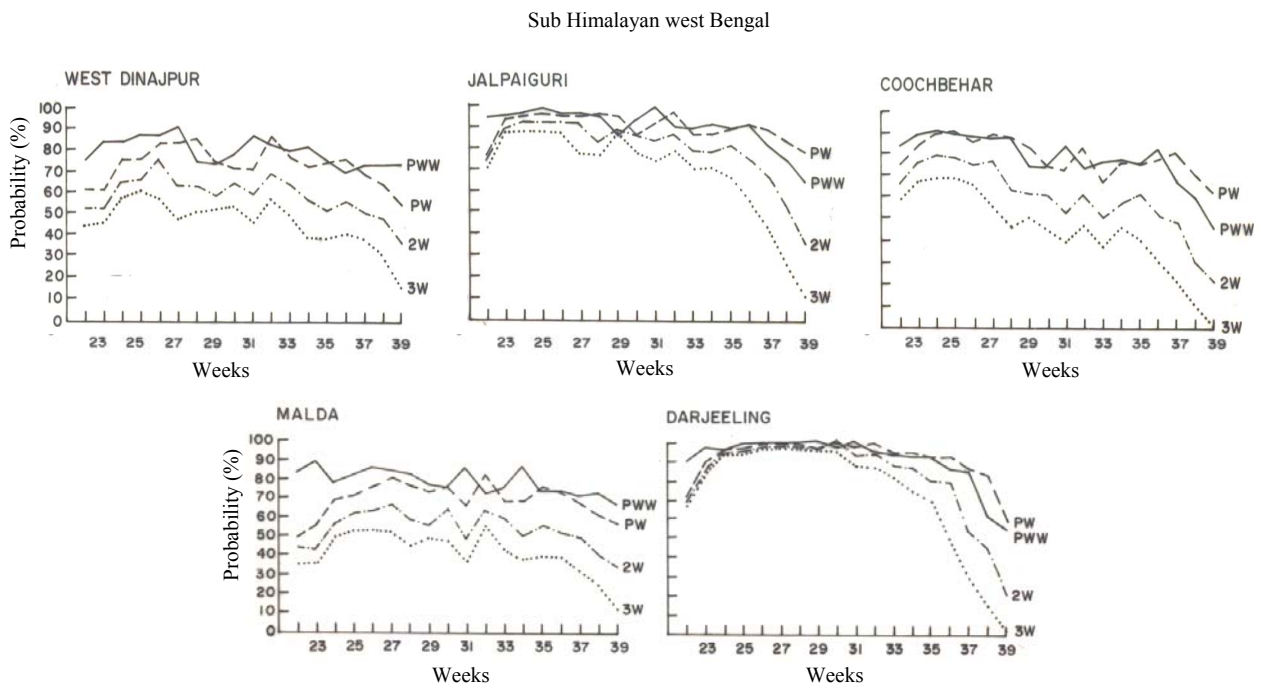 Sub Himalayan west Bengal
WEST DINAJPUR
Probability (%)
100
90
80
70
60
50
40
30
20
10
0
PWW
PW
2W
3W
23 25 27 29 31 33 35 37 39
Weeks
JALPAIGURI
PW
PWW
2W
3W
23 25 27 29 31 33 35 37 39
Weeks
COOCHBEHAR
PW
PWW
2W
3W
23 25 27 29 31 33 35 37 39
Weeks
MALDA
Probability (%)
100
90
80
70
60
50
40
30
20
10
0
PWW
PW
2W
3W
23 25 27 29 31 33 35 37 39
Weeks
DARJEELING
PW
PWW
2W
3W
23 25 27 29 31 33 35 37 39
Weeks